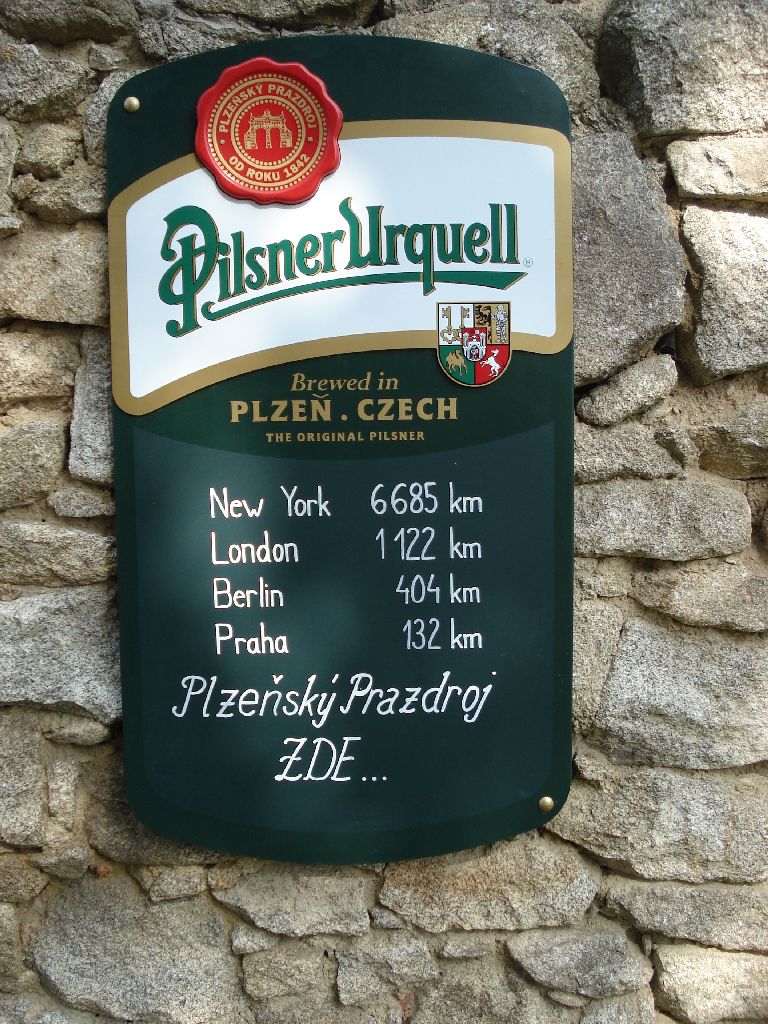 PLZEŇSKÝ PRAZDROJ
OD ROKU 1842
Pilsner Urquell
Brewed in
PLZEŇ . CZECH
THE ORIGINAL PILSNER
New York 6685 km
London 1122 km
Berlin 404 km
Praha 132 km
Plzeňský Prazdroj
ZDE...